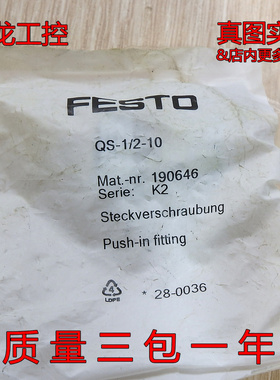 龙工控
真图实
&店内更多
FESTO
QS-1/2-10
Mat.-nr. 190646
Serie: K2
Steckverschraubung
Push-in fitting
4
LDPE
* 28-0036
质量三包一年